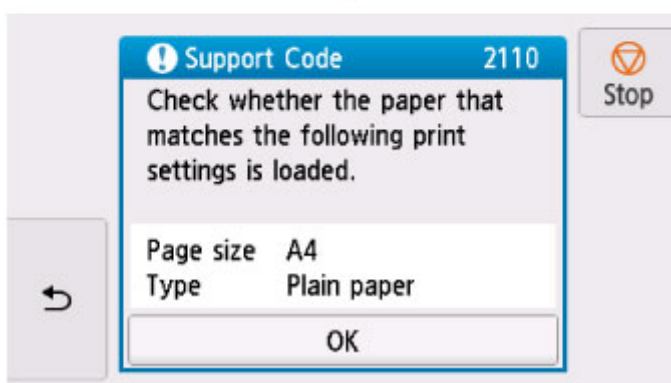 Support Code 2110
Stop
Check whether the paper that
matches the following print
settings is loaded.
Page size A4
Type Plain paper
OK